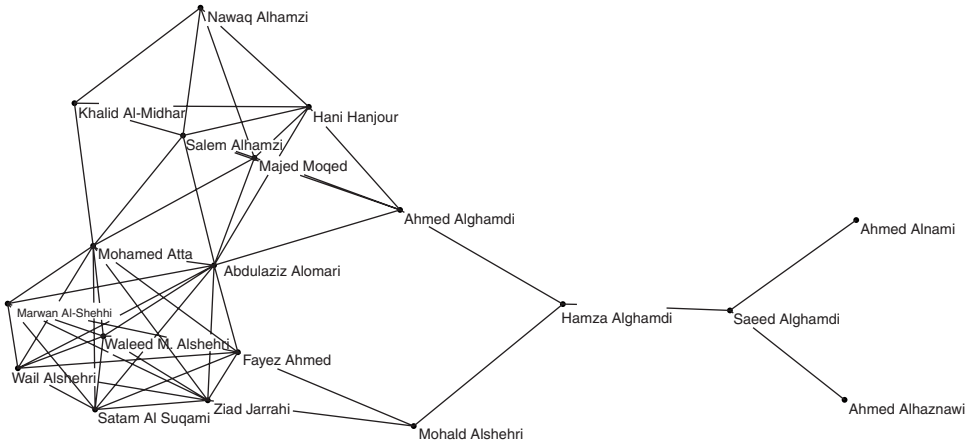 Nawaq Alhamzi
Khalid Al-Midhar
Hani Hanjour
Salem Alhamzi
Majed Moqed
Ahmed Alghamdi
Ahmed Alnami
Mohamed Atta
Abdulaziz Alomari
Marwan Al-Shehhi
Hamza Alghamdi
Saeed Alghamdi
Waleed M. Alshehri
Fayez Ahmed
Wail Alshehri
Ziad Jarrahi
Ahmed Alhaznawi
Satam Al Suqami
Mohald Alshehri